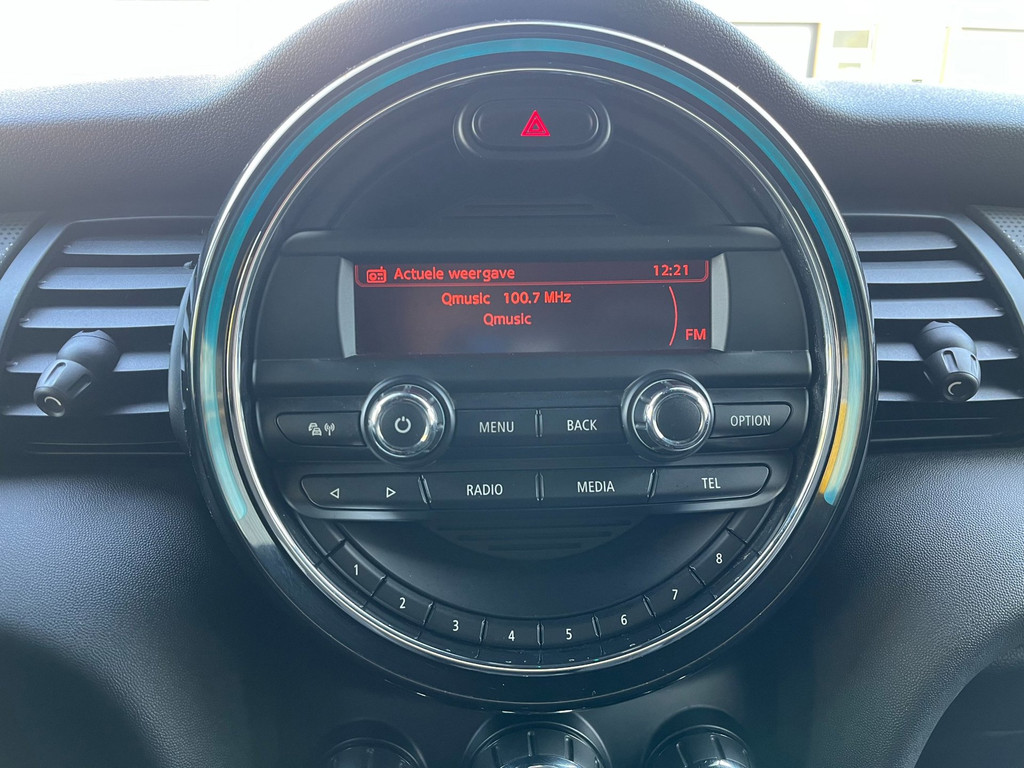 Actuele weergave 12:21
Qmusic 100.7 MHz
Qmusic
FM
MENU BACK OPTION
RADIO MEDIA TEL
1 2 3 4 5 6 7 8